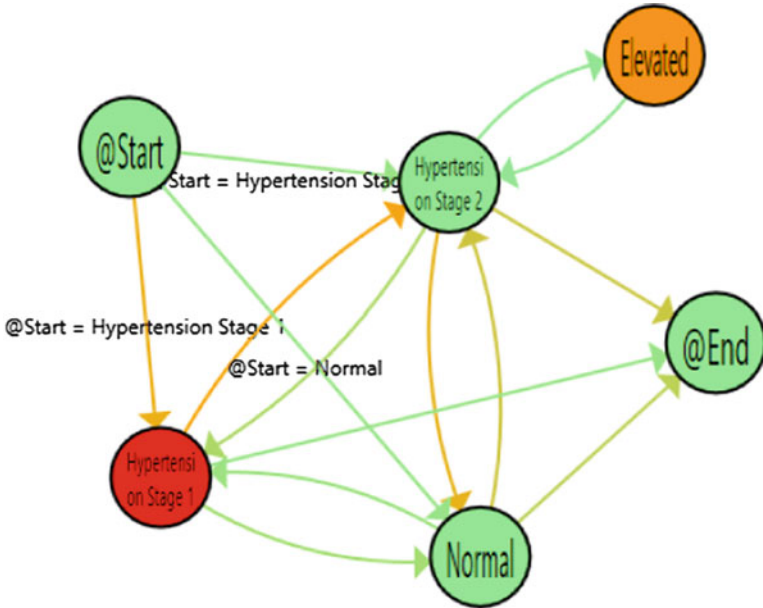 Elevated
@Start
Hypertensi
on Stage 2
Start = Hypertension Stag
@End
@Start = Hypertension Stage 1
@Start = Normal
Hypertensi
on Stage 1
Normal